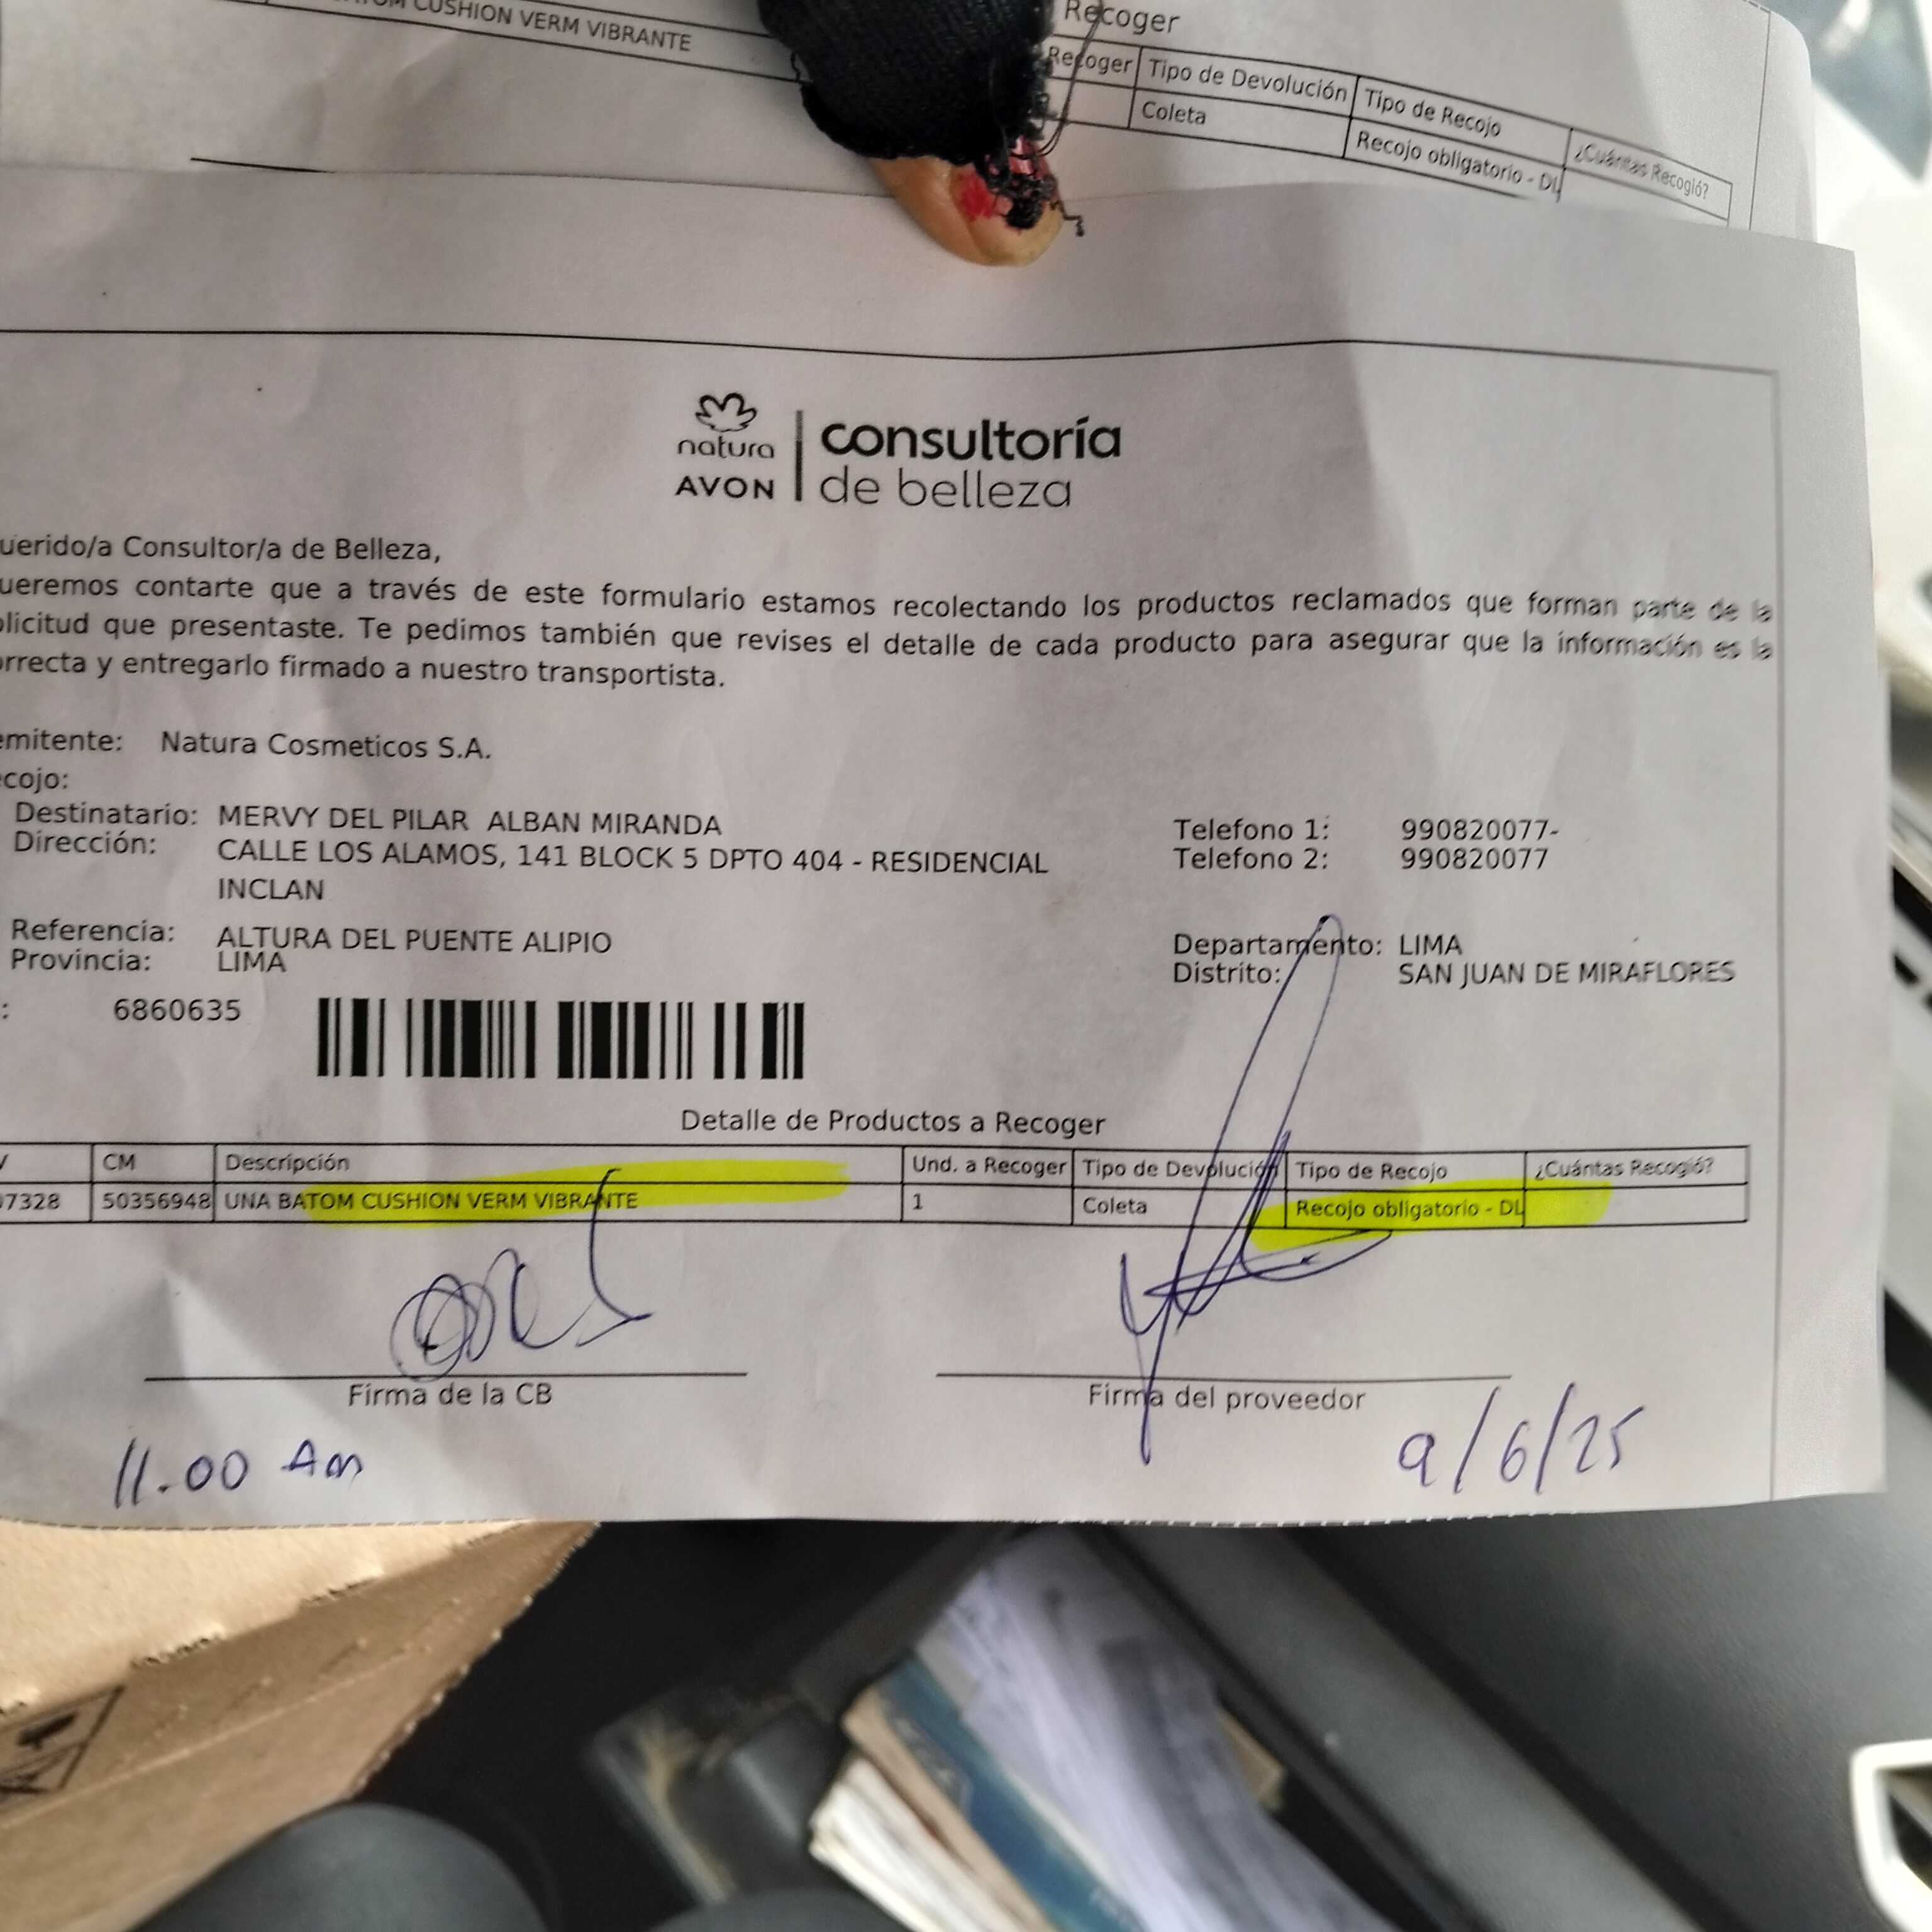 CUSHION VERM VIBRANTE
Recoger
Recoger Tipo de Devolución Tipo de Recojo ¿Cuántas Recogió?
Coleta Recojo obligatorio - DL
natura
AVON
consultoría
de belleza
uerido/a Consultor/a de Belleza,
ueremos contarte que a través de este formulario estamos recolectando los productos reclamados que forman parte de la
olicitud que presentaste. Te pedimos también que revises el detalle de cada producto para asegurar que la información es la
orrecta y entregarlo firmado a nuestro transportista.
emitente: Natura Cosmeticos S.A.
ecojo:
Destinatario: MERVY DEL PILAR ALBAN MIRANDA Telefono 1: 990820077-
Dirección: CALLE LOS ALAMOS, 141 BLOCK 5 DPTO 404 - RESIDENCIAL Telefono 2: 990820077
INCLAN
Referencia: ALTURA DEL PUENTE ALIPIO Departamento: LIMA
Provincia: LIMA Distrito: SAN JUAN DE MIRAFLORES
: 6860635
Detalle de Productos a Recoger
CM Descripción Und. a Recoger Tipo de Devolución Tipo de Recojo ¿Cuántas Recogió?
07328 50356948 UNA BATOM CUSHION VERM VIBRANTE 1 Coleta Recojo obligatorio - DL
Firma de la CB Firma del proveedor
11.00 Am 9/6/25